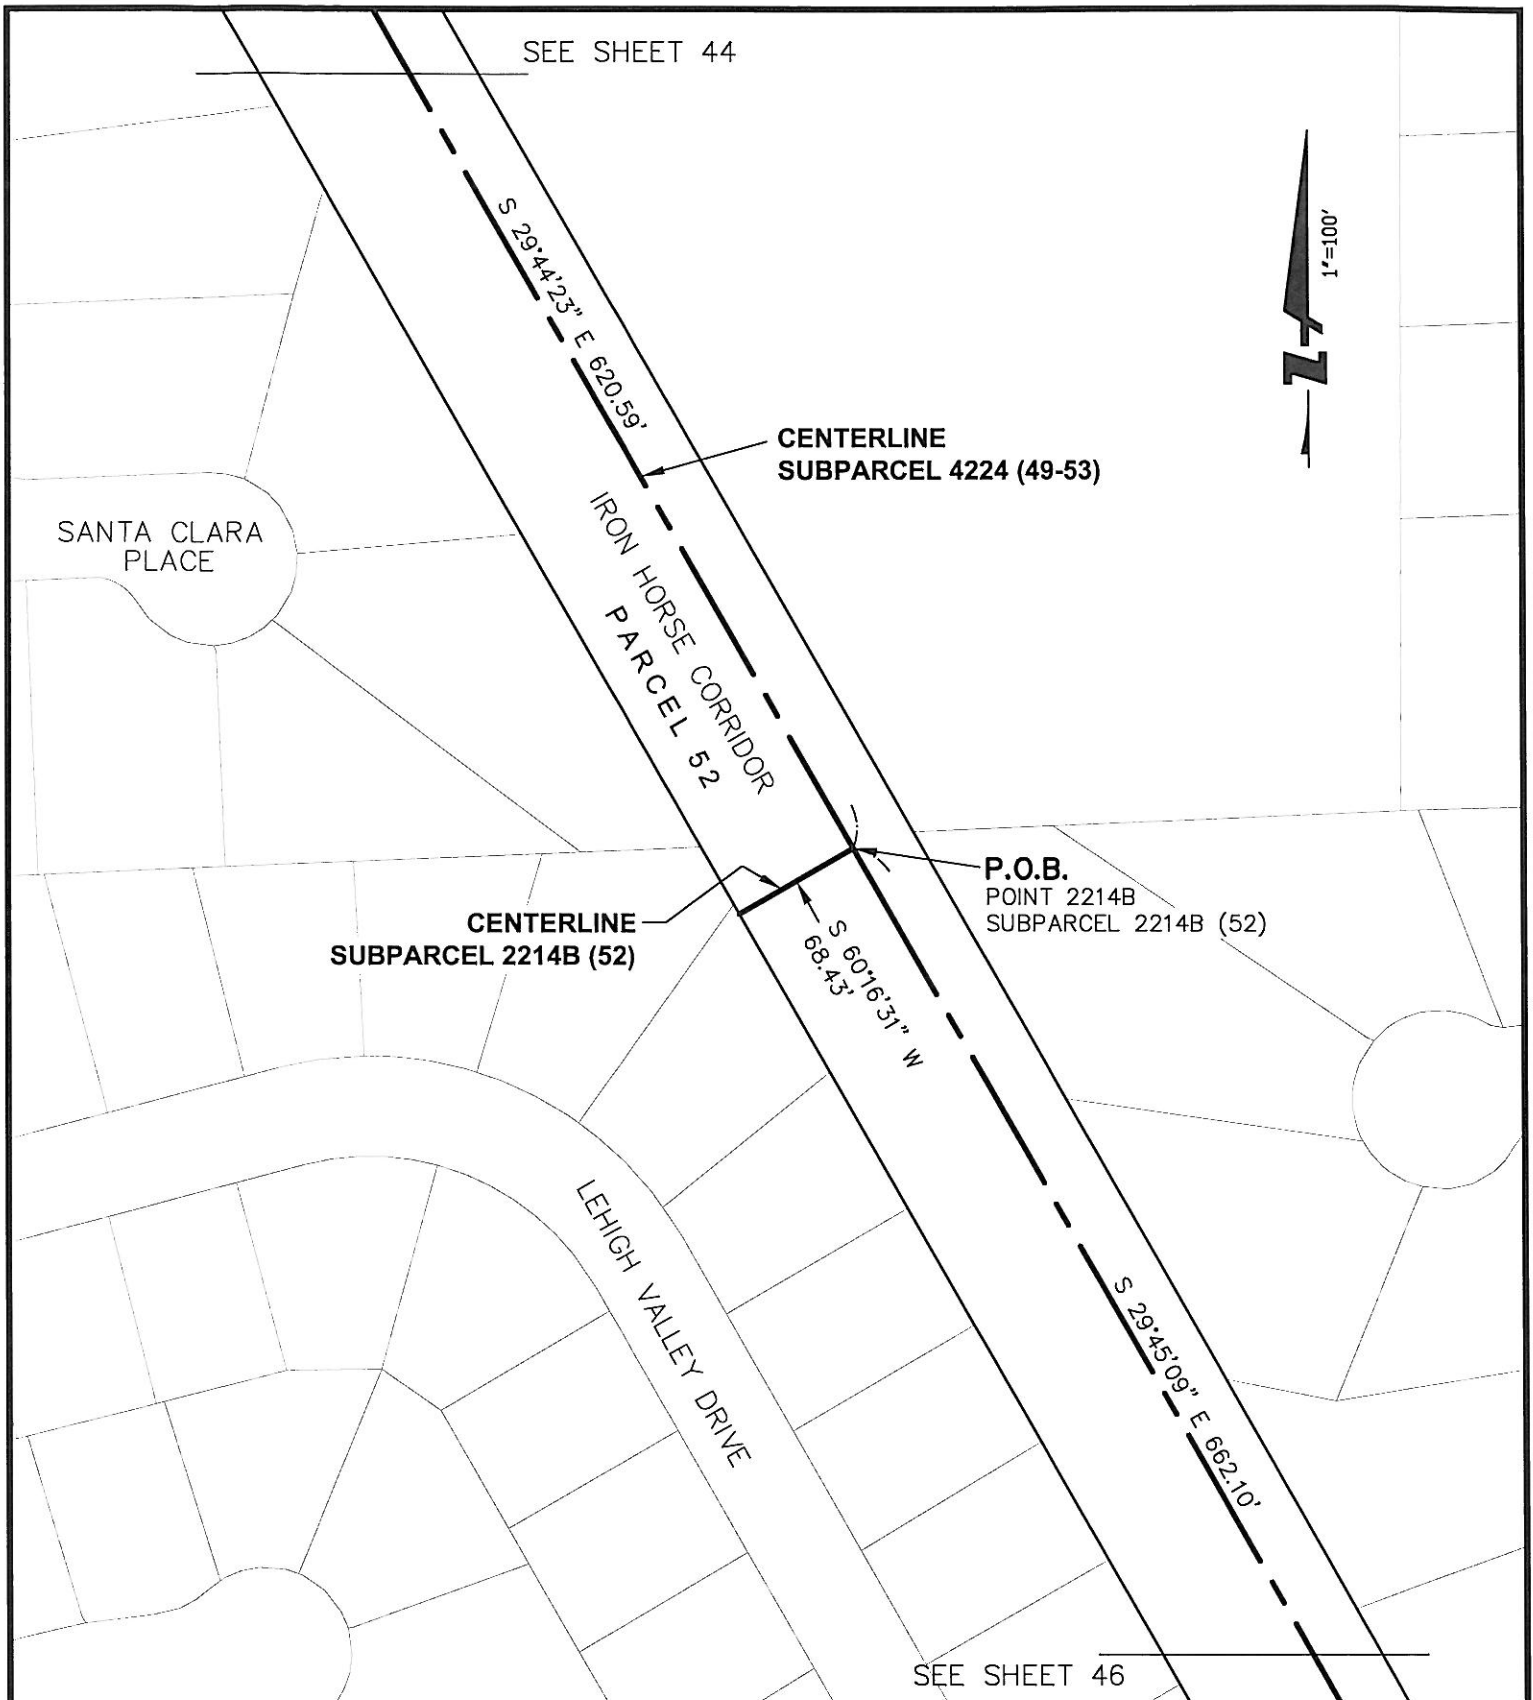 SEE SHEET 44
1"=100'
S 29°44'23" E 620.59'
CENTERLINE
SUBPARCEL 4224 (49-53)
SANTA CLARA
PLACE
IRON HORSE CORRIDOR
PARCEL 52
P.O.B.
POINT 2214B
SUBPARCEL 2214B (52)
CENTERLINE
SUBPARCEL 2214B (52)
S 60°16'31" W
68.43'
LEHIGH VALLEY DRIVE
S 29°45'09" E 662.10'
SEE SHEET 46